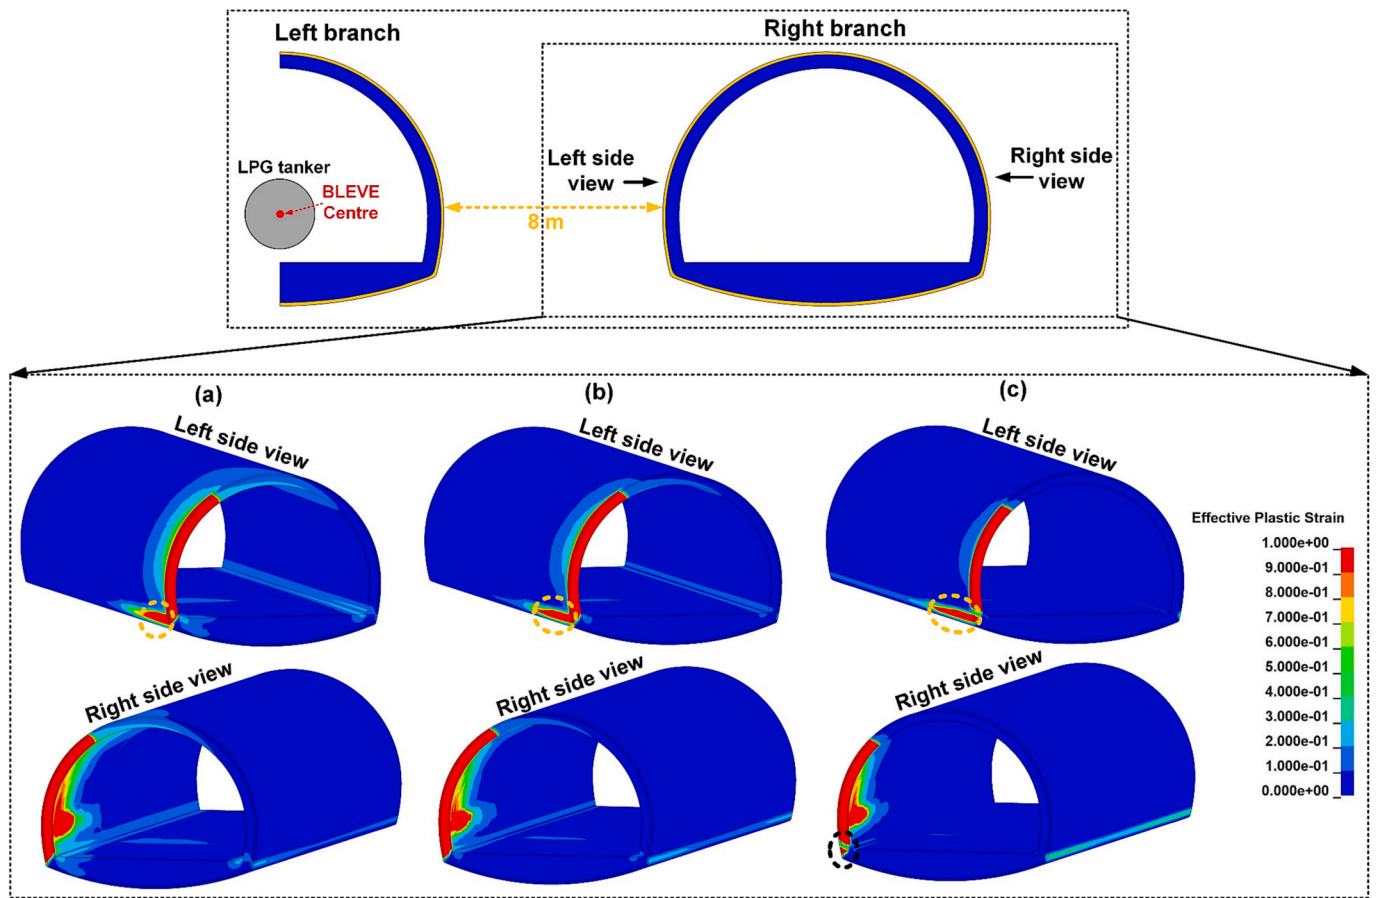 Left branch
Right branch
LPG tanker
BLEVE
Centre
8 m
Left side
view
Right side
view
(a)
(b)
(c)
Left side view
Left side view
Left side view
Right side view
Right side view
Right side view
Effective Plastic Strain
1.000e+00
9.000e-01
8.000e-01
7.000e-01
6.000e-01
5.000e-01
4.000e-01
3.000e-01
2.000e-01
1.000e-01
0.000e+00